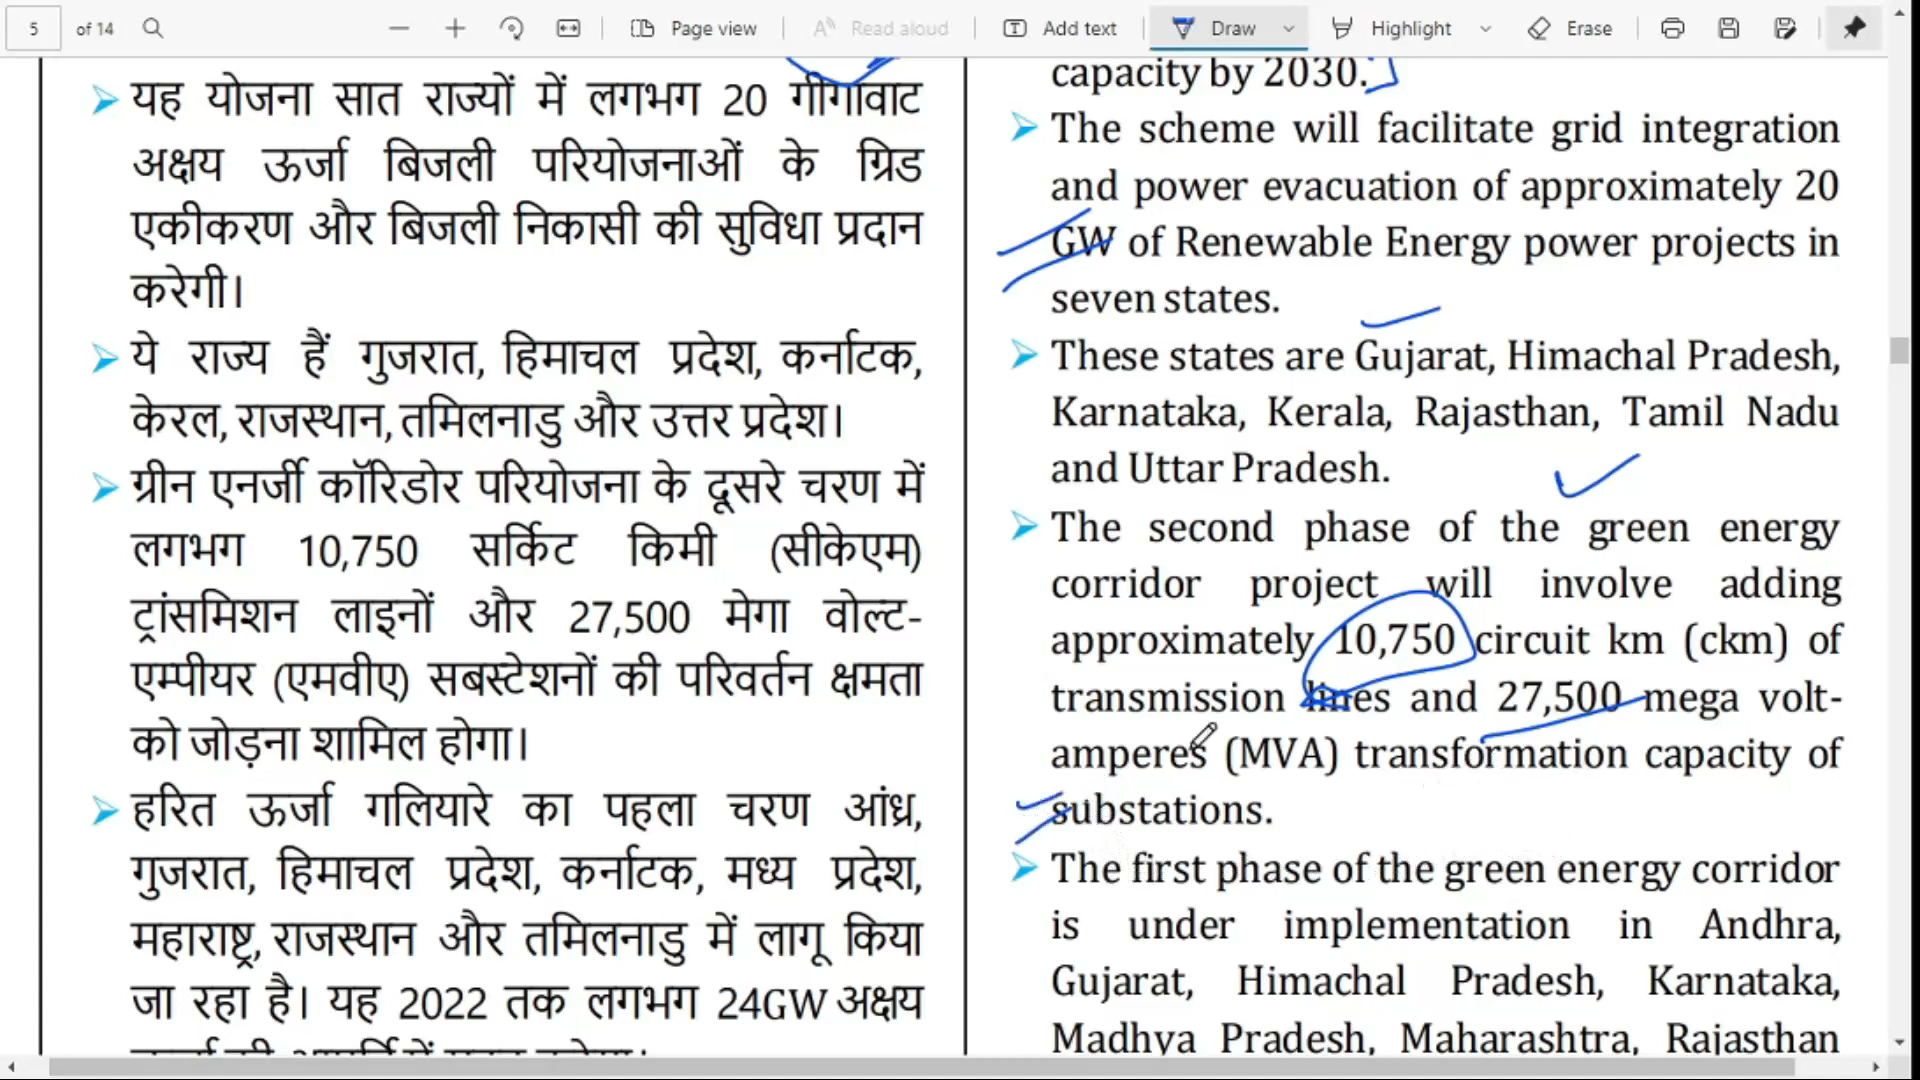 5 of 14 Page view Read aloud Add text Draw Highlight Erase
यह योजना सात राज्यों में लगभग 20 गीगावाट
अक्षय ऊर्जा बिजली परियोजनाओं के ग्रिड
एकीकरण और बिजली निकासी की सुविधा प्रदान
करेगी।
ये राज्य हैं गुजरात, हिमाचल प्रदेश, कर्नाटक,
केरल, राजस्थान, तमिलनाडु और उत्तर प्रदेश।
ग्रीन एनर्जी कॉरिडोर परियोजना के दूसरे चरण में
लगभग 10,750 सर्किट किमी (सीकेएम)
ट्रांसमिशन लाइनों और 27,500 मेगा वोल्ट-
एम्पीयर (एमवीए) सबस्टेशनों की परिवर्तन क्षमता
को जोड़ना शामिल होगा।
हरित ऊर्जा गलियारे का पहला चरण आंध्र,
गुजरात, हिमाचल प्रदेश, कर्नाटक, मध्य प्रदेश,
महाराष्ट्र, राजस्थान और तमिलनाडु में लागू किया
जा रहा है। यह 2022 तक लगभग 24GW अक्षय
capacity by 2030.
The scheme will facilitate grid integration
and power evacuation of approximately 20
GW of Renewable Energy power projects in
seven states.
These states are Gujarat, Himachal Pradesh,
Karnataka, Kerala, Rajasthan, Tamil Nadu
and Uttar Pradesh.
The second phase of the green energy
corridor project will involve adding
approximately 10,750 circuit km (ckm) of
transmission lines and 27,500 mega volt-
amperes (MVA) transformation capacity of
substations.
The first phase of the green energy corridor
is under implementation in Andhra,
Gujarat, Himachal Pradesh, Karnataka,
Madhya Pradesh, Maharashtra, Rajasthan